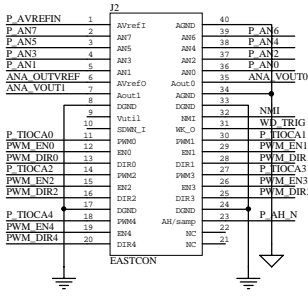 J2
P_AVREFIN 1 AVrefI AGND 40
P_AN7 2 AN7 AN6 39 P_AN6
P_AN5 3 AN5 AN4 38 P_AN4
P_AN3 4 AN3 AN2 37 P_AN2
P_AN1 5 AN1 AN0 36 P_AN0
ANA_OUTVREF 6 AVrefO Aout0 35 ANA_VOUT0
ANA_VOUT1 7 Aout1 AGND 34
8 DGND DGND 33
9 Vutil NMI 32 NMI
10 SDWN_I WK_O 31 WD_TRIG
P_TIOCA0 11 PWM0 PWM1 30 P_TIOCA1
PWM_EN0 12 EN0 EN1 29 PWM_EN1
PWM_DIR0 13 DIR0 DIR1 28 PWM_DIR1
P_TIOCA2 14 PWM2 PWM3 27 P_TIOCA3
PWM_EN2 15 EN2 EN3 26 PWM_EN3
PWM_DIR2 16 DIR2 DIR3 25 PWM_DIR3
17 DGND DGND 24
P_TIOCA4 18 PWM4 AH/samp 23 P_AH_N
PWM_EN4 19 EN4 NC 22
PWM_DIR4 20 DIR4 NC 21
EASTCON